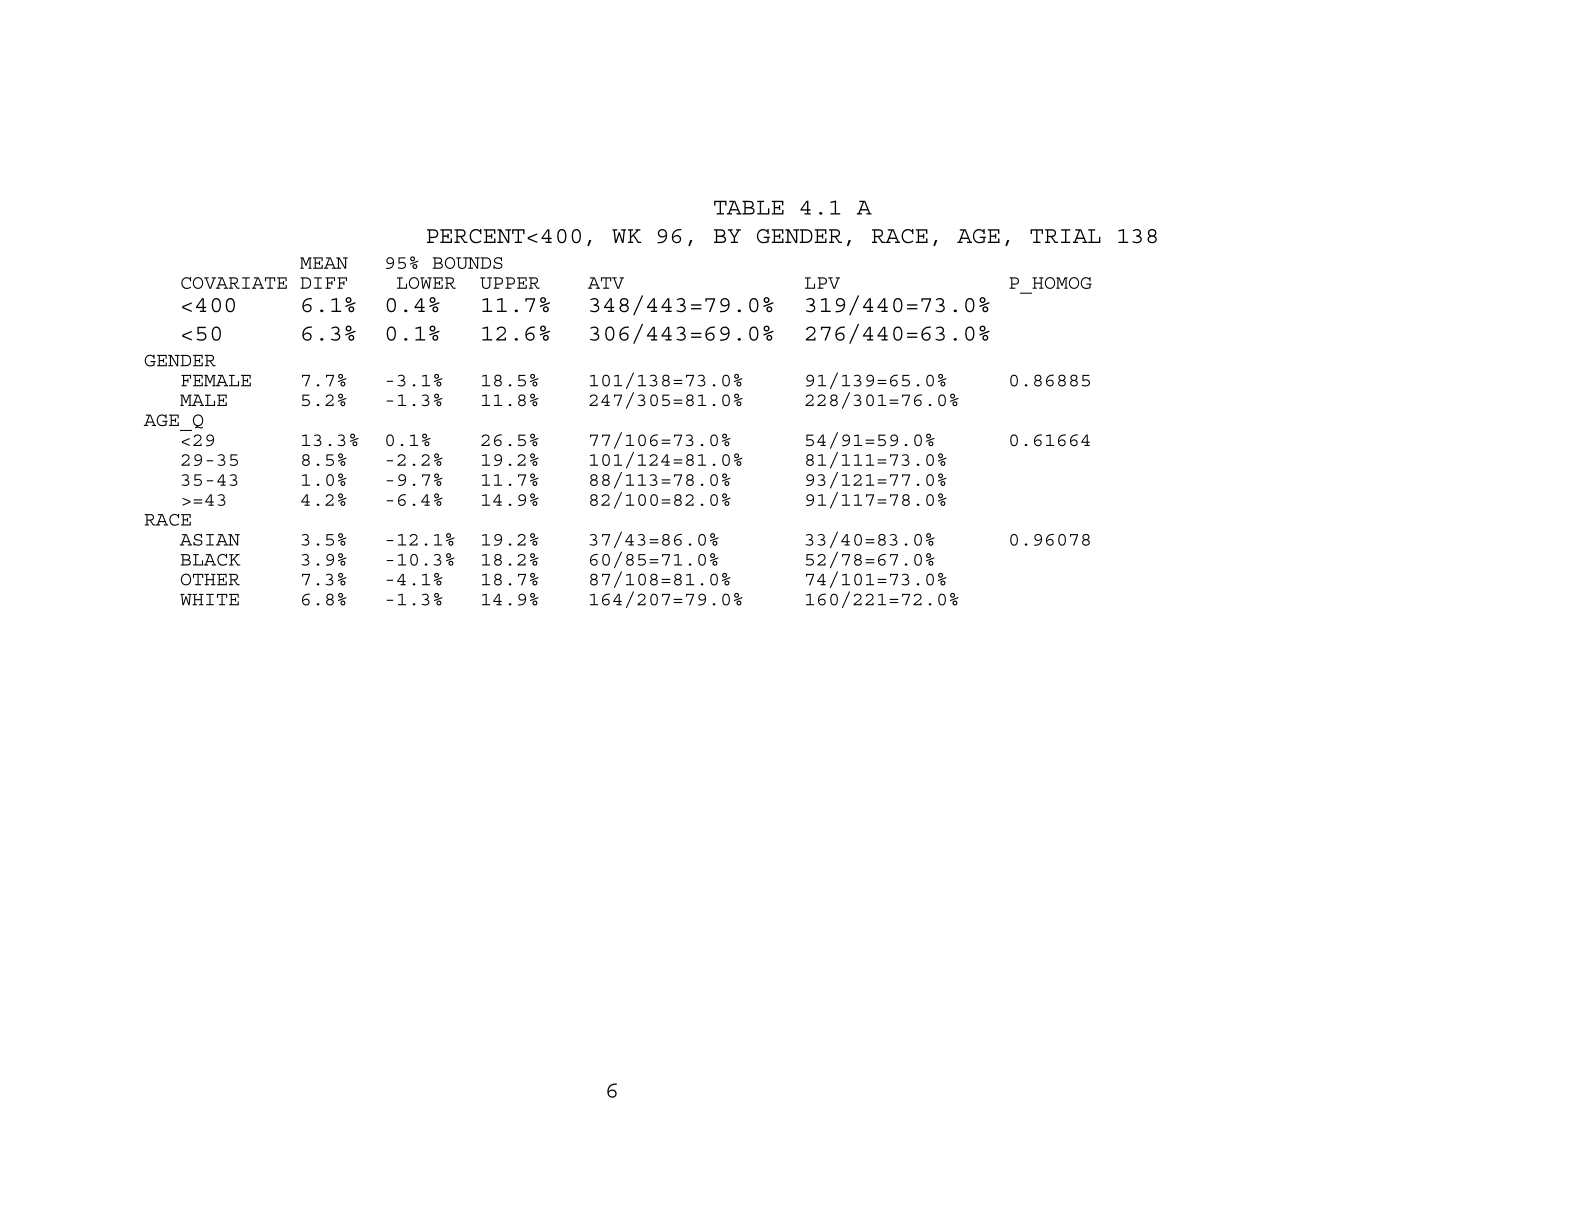 TABLE 4.1 A
PERCENT<400, WK 96, BY GENDER, RACE, AGE, TRIAL 138
MEAN 95% BOUNDS
COVARIATE DIFF LOWER UPPER ATV LPV P_HOMOG
<400 6.1% 0.4% 11.7% 348/443=79.0% 319/440=73.0%
<50 6.3% 0.1% 12.6% 306/443=69.0% 276/440=63.0%
GENDER
FEMALE 7.7% -3.1% 18.5% 101/138=73.0% 91/139=65.0% 0.86885
MALE 5.2% -1.3% 11.8% 247/305=81.0% 228/301=76.0%
AGE_Q
<29 13.3% 0.1% 26.5% 77/106=73.0% 54/91=59.0% 0.61664
29-35 8.5% -2.2% 19.2% 101/124=81.0% 81/111=73.0%
35-43 1.0% -9.7% 11.7% 88/113=78.0% 93/121=77.0%
>=43 4.2% -6.4% 14.9% 82/100=82.0% 91/117=78.0%
RACE
ASIAN 3.5% -12.1% 19.2% 37/43=86.0% 33/40=83.0% 0.96078
BLACK 3.9% -10.3% 18.2% 60/85=71.0% 52/78=67.0%
OTHER 7.3% -4.1% 18.7% 87/108=81.0% 74/101=73.0%
WHITE 6.8% -1.3% 14.9% 164/207=79.0% 160/221=72.0%
6